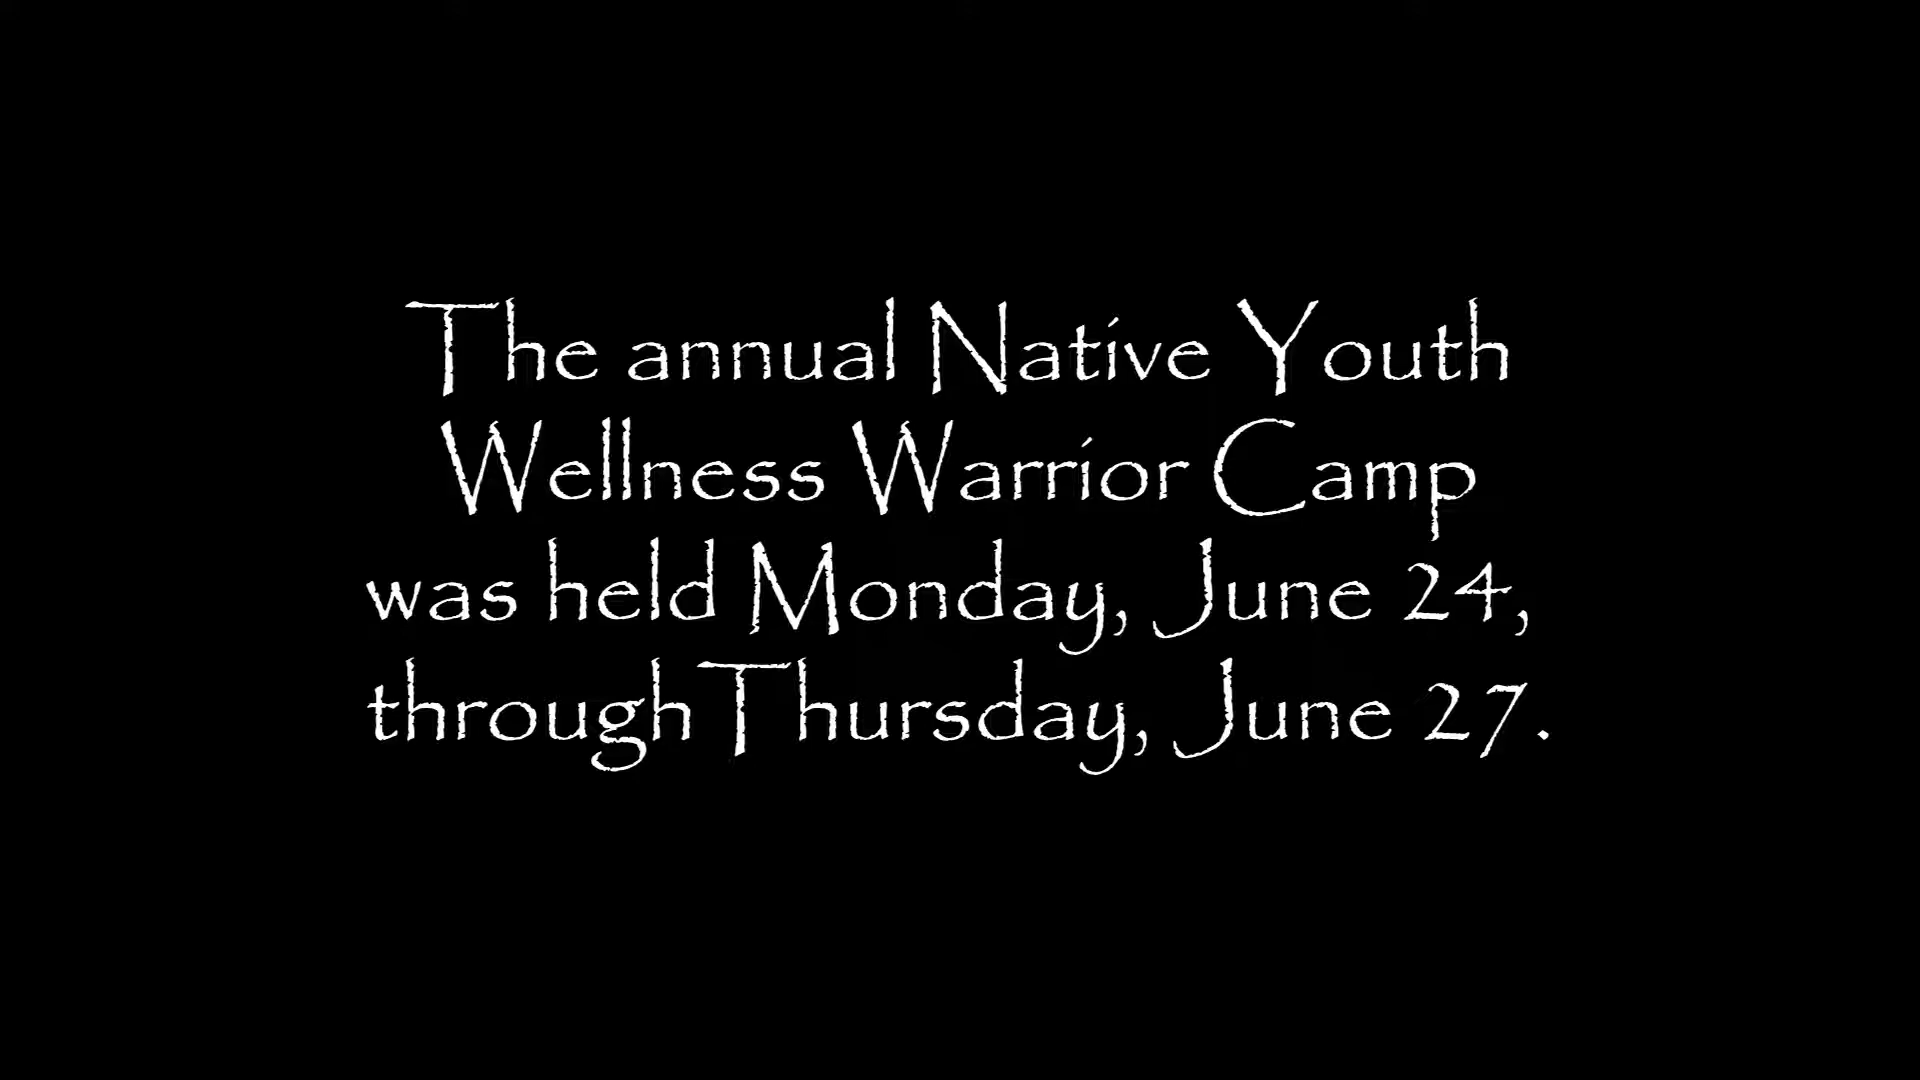 The annual Native Youth
Wellness Warrior Camp
was held Monday, June 24,
through Thursday, June 27.